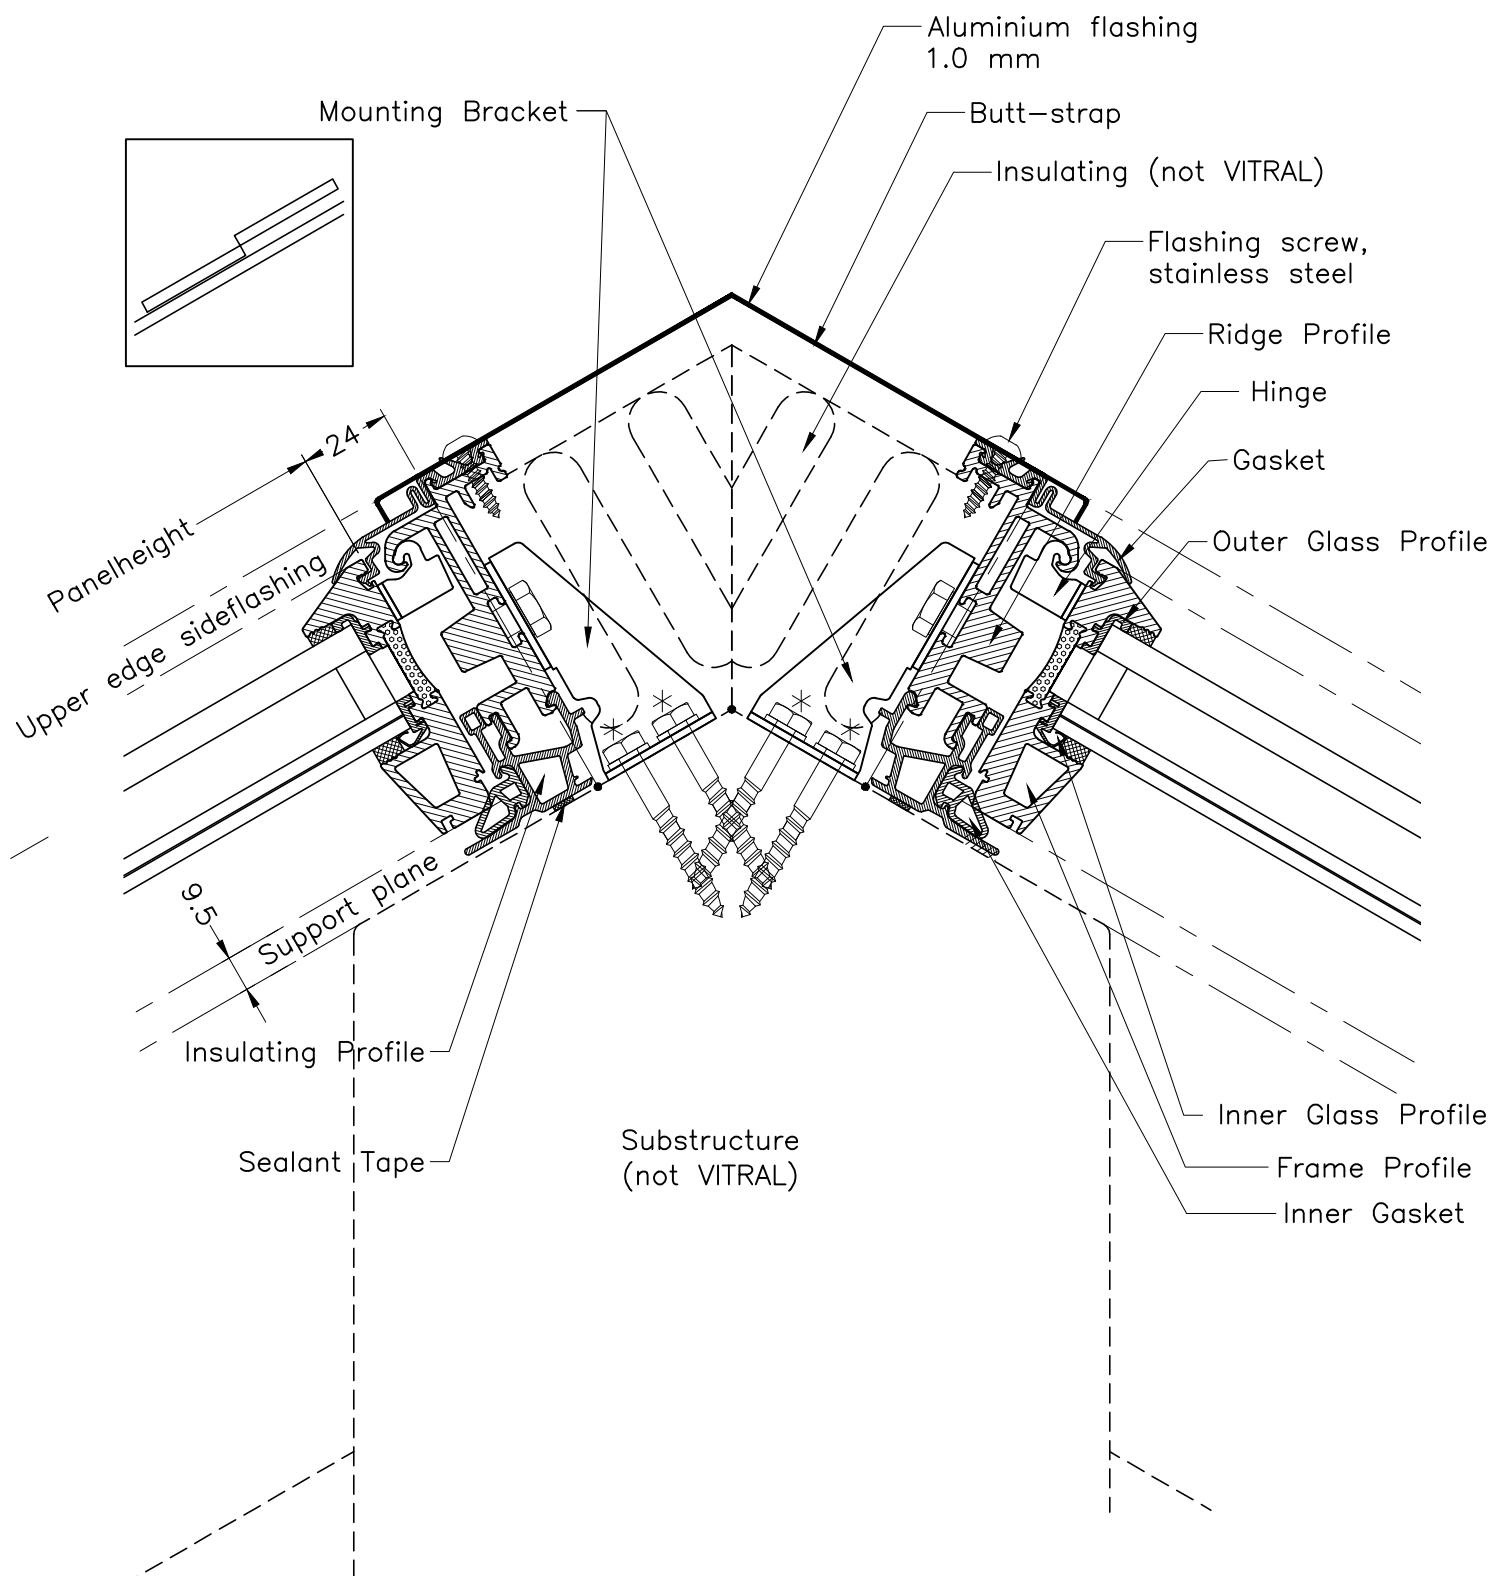 Aluminium flashing
1.0 mm
Mounting Bracket
Butt-strap
Insulating (not VITRAL)
Flashing screw,
stainless steel
Ridge Profile
Hinge
Gasket
Outer Glass Profile
24
Panelheight
Upper edge sideflashing
9.5
Support plane
Insulating Profile
Sealant Tape
Substructure
(not VITRAL)
Inner Glass Profile
Frame Profile
Inner Gasket